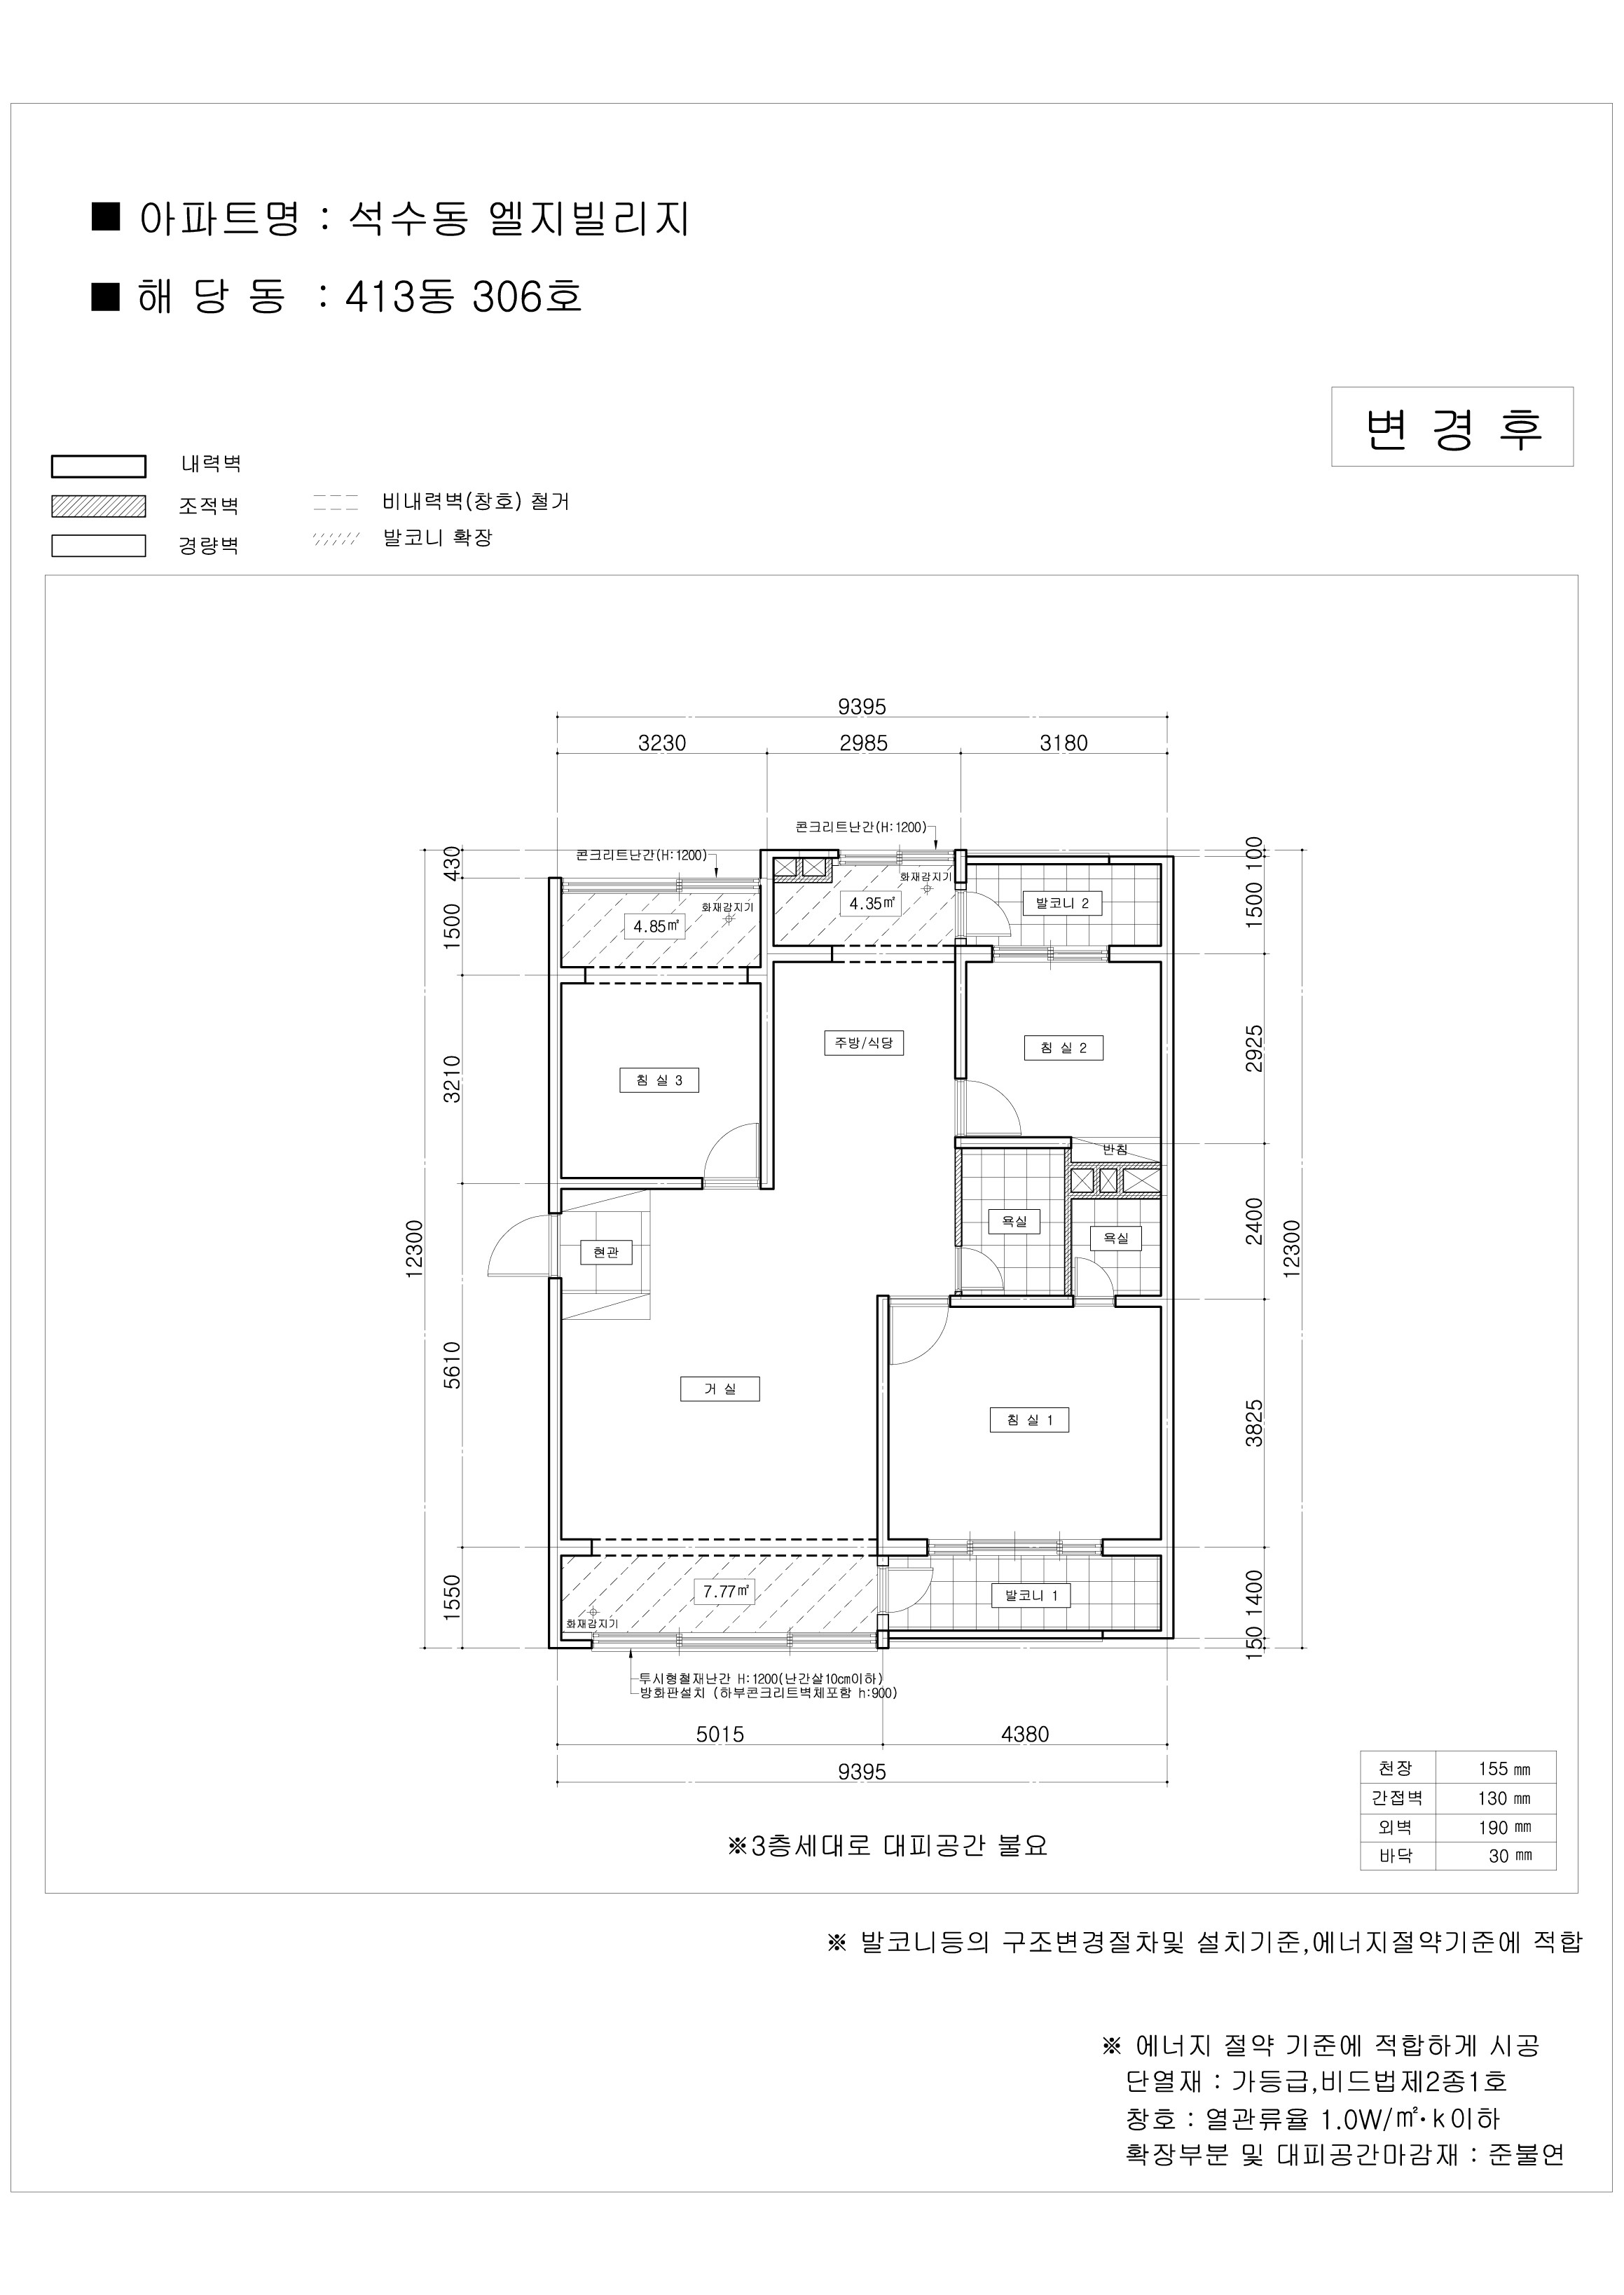 ■ 아파트명 : 석수동 엘지빌리지
■ 해 당 동 : 413동 306호
변 경 후
내력벽
조적벽
경량벽
비내력벽(창호) 철거
발코니 확장
9395
3230 2985 3180
콘크리트난간(H:1200)
콘크리트난간(H:1200)
430
1500
3210
5610
1550
12300
100
1500
2925
2400
3825
1400
150
12300
화재감지기
4.85㎡
화재감지기
4.35㎡
발코니 2
주방/식당
침 실 2
침 실 3
반침
욕실
욕실
현관
거 실
침 실 1
7.77㎡
발코니 1
화재감지기
투시형철재난간 H:1200(난간살10㎝이하)
방화판설치 (하부콘크리트벽체포함 h:900)
5015 4380
9395
천장 155 ㎜
간접벽 130 ㎜
외벽 190 ㎜
바닥 30 ㎜
※3층세대로 대피공간 불요
※ 발코니등의 구조변경절차및 설치기준,에너지절약기준에 적합
※ 에너지 절약 기준에 적합하게 시공
단열재 : 가등급,비드법제2종1호
창호 : 열관류율 1.0W/㎡·k이하
확장부분 및 대피공간마감재 : 준불연